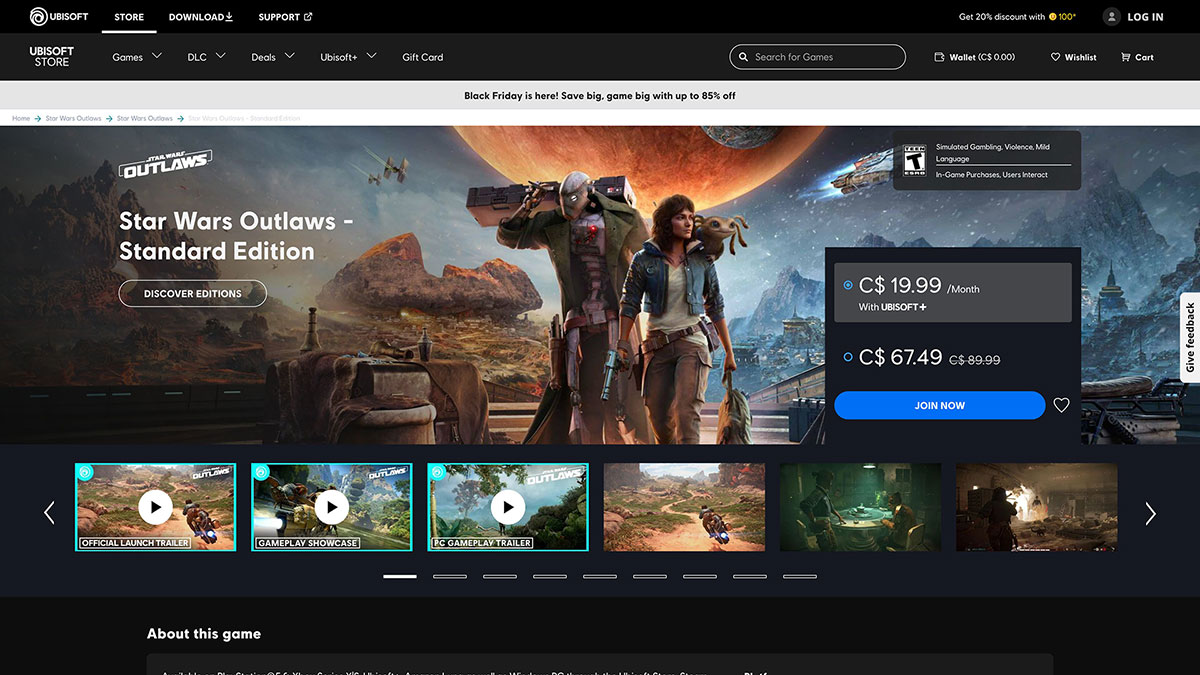 UBISOFT
STORE
DOWNLOAD
SUPPORT
Get 20% discount with 100*
LOG IN
UBISOFT
STORE
Games
DLC
Deals
Ubisoft+
Gift Card
Search for Games
Wallet (C$ 0.00)
Wishlist
Cart
Black Friday is here! Save big, game big with up to 85% off
Home
Star Wars Outlaws
Star Wars Outlaws
Star Wars Outlaws - Standard Edition
STAR WARS
OUTLAWS
Star Wars Outlaws -
Standard Edition
DISCOVER EDITIONS
TEEN
T
ESRB
Simulated Gambling, Violence, Mild
Language
In-Game Purchases, Users Interact
C$ 19.99 /Month
With UBISOFT+
C$ 67.49 C$ 89.99
JOIN NOW
Give feedback
OUTLAWS
OFFICIAL LAUNCH TRAILER
OUTLAWS
GAMEPLAY SHOWCASE
OUTLAWS
PC GAMEPLAY TRAILER
About this game